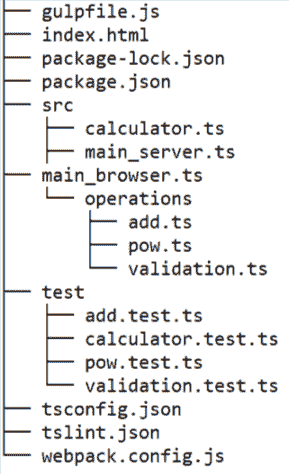 ├── gulpfile.js
├── index.html
├── package-lock.json
├── package.json
├── src
│   ├── calculator.ts
│   ├── main_server.ts
├── main_browser.ts
│   └── operations
│       ├── add.ts
│       ├── pow.ts
│       └── validation.ts
├── test
│   ├── add.test.ts
│   ├── calculator.test.ts
│   ├── pow.test.ts
│   └── validation.test.ts
├── tsconfig.json
├── tslint.json
└── webpack.config.js